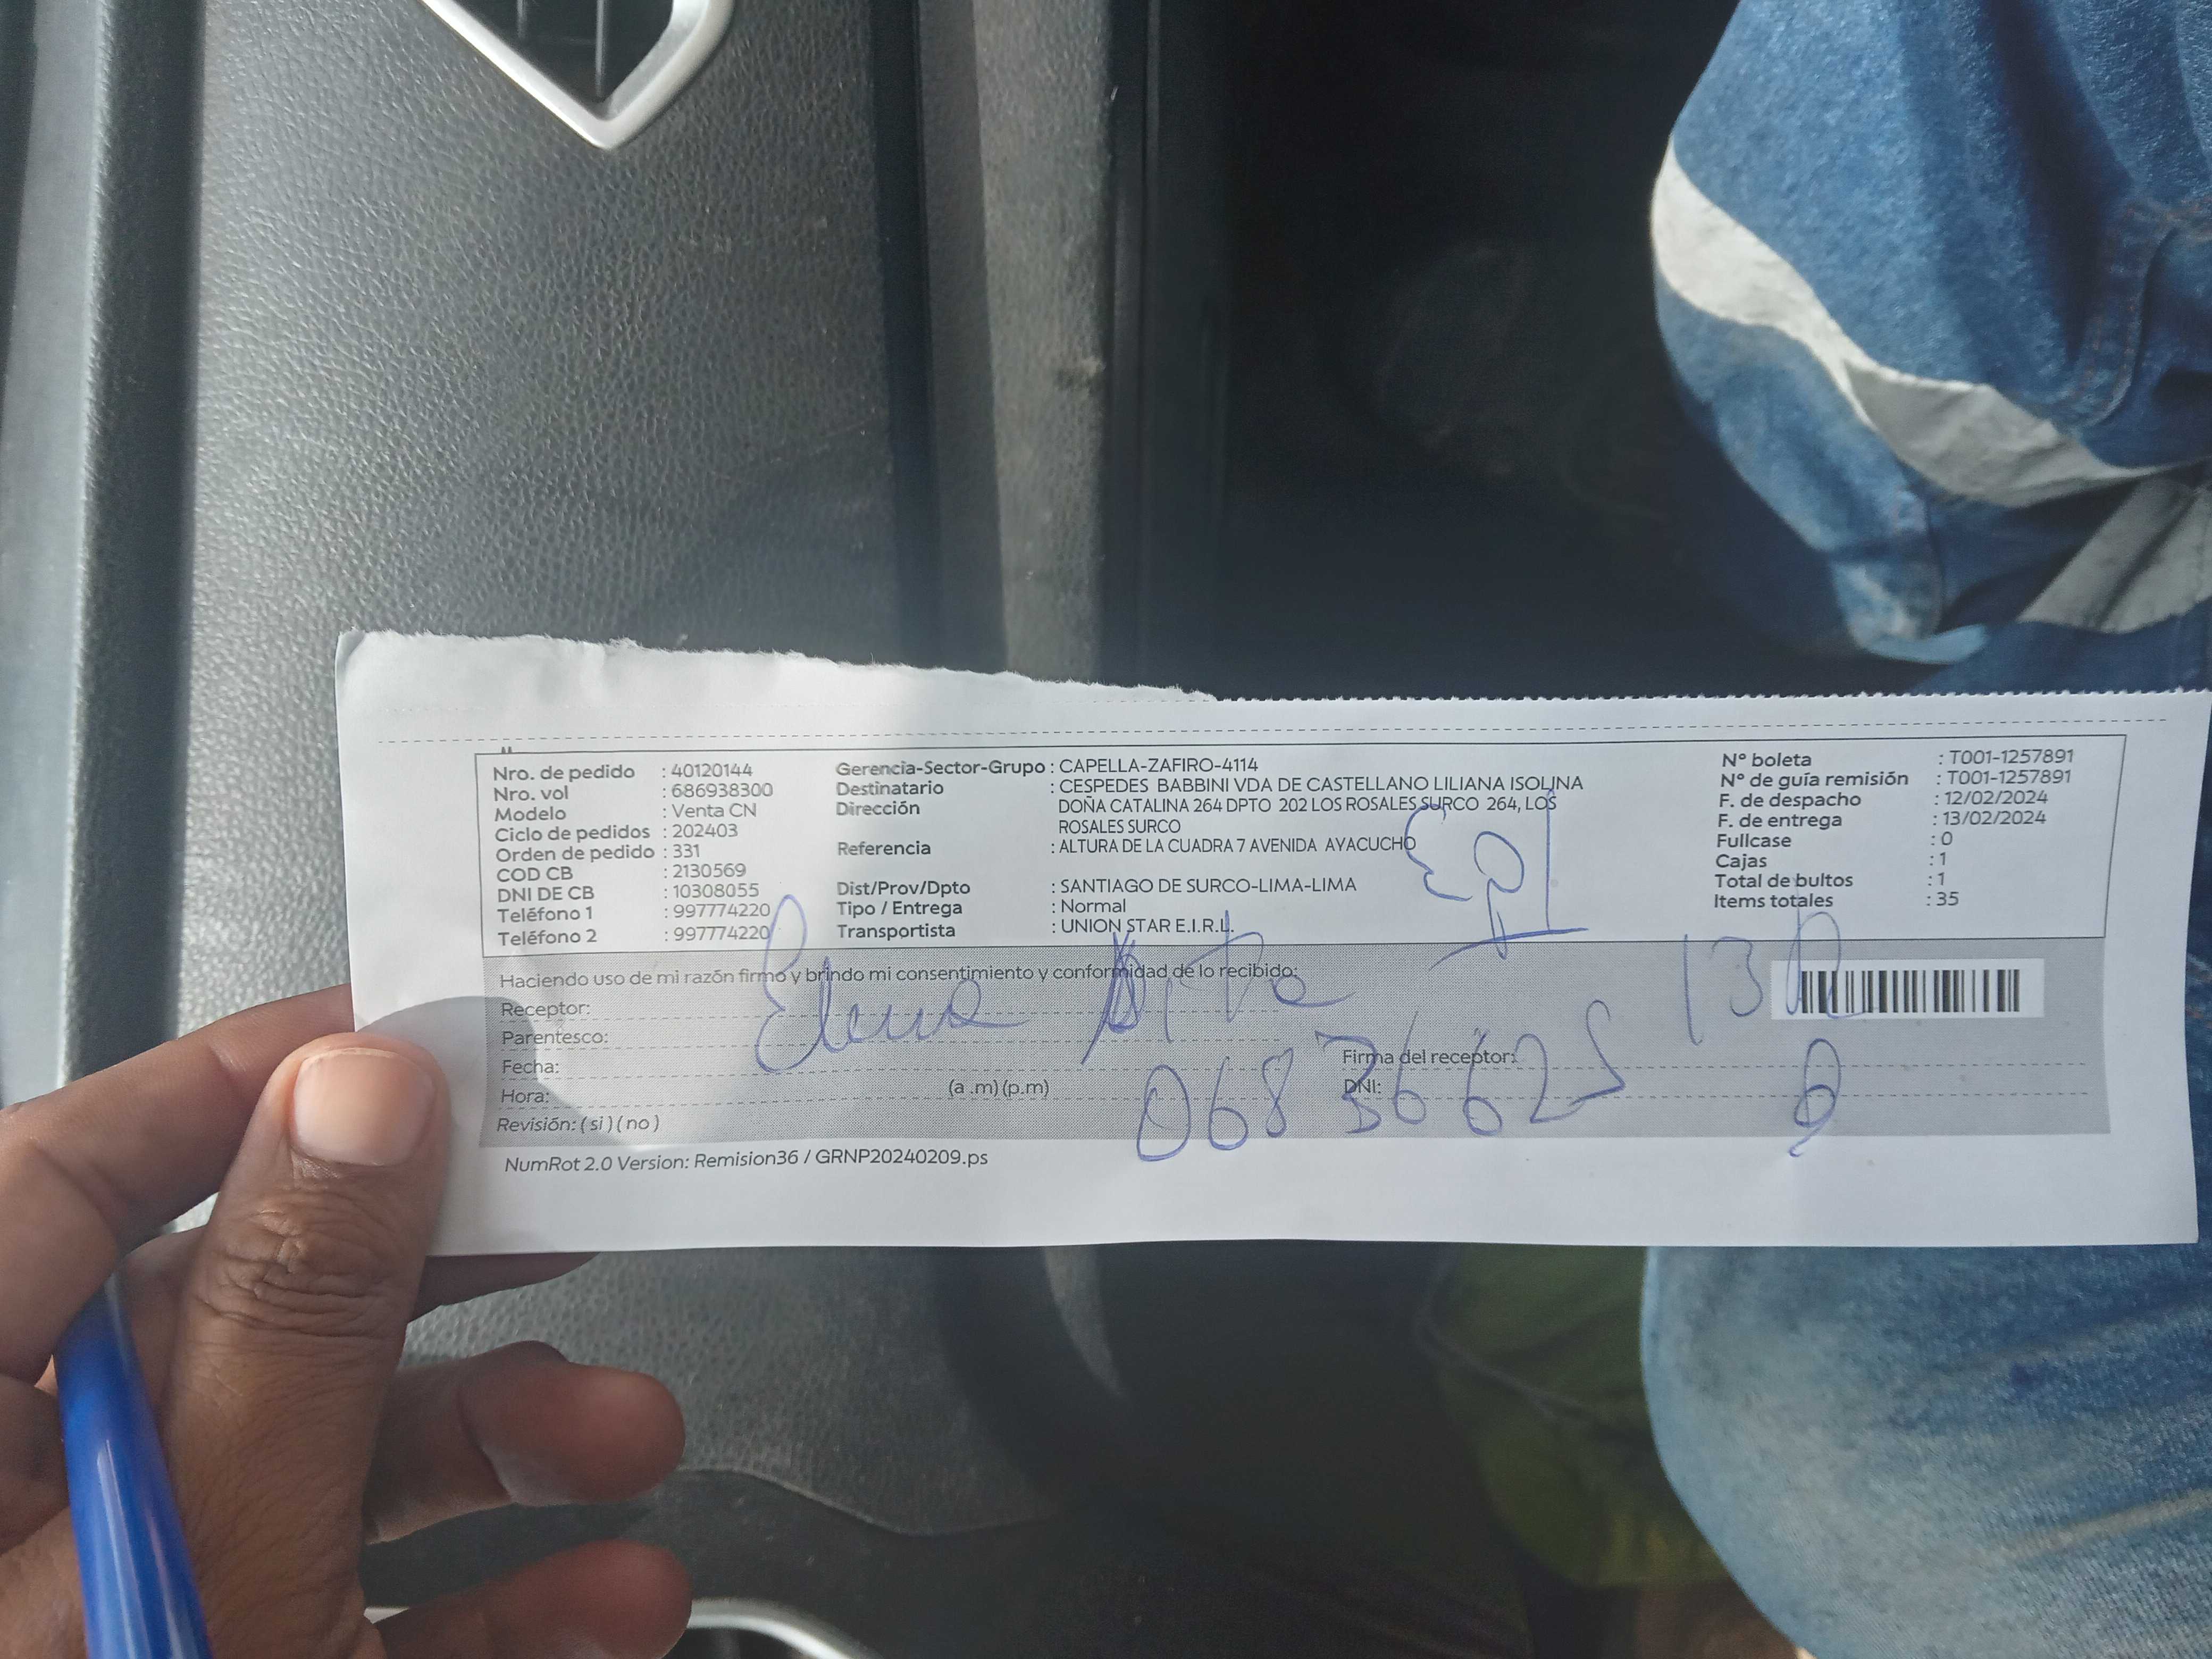 Nro. de pedido : 40120144
Nro. vol : 686938300
Modelo : Venta CN
Ciclo de pedidos : 202403
Orden de pedido : 331
COD CB : 2130569
DNI DE CB : 10308055
Teléfono 1 : 997774220
Teléfono 2 : 997774220
Gerencia-Sector-Grupo : CAPELLA-ZAFIRO-4114
Destinatario : CESPEDES BABBINI VDA DE CASTELLANO LILIANA ISOLINA
Dirección DOÑA CATALINA 264 DPTO 202 LOS ROSALES SURCO 264, LOS
ROSALES SURCO
Referencia : ALTURA DE LA CUADRA 7 AVENIDA AYACUCHO
Dist/Prov/Dpto : SANTIAGO DE SURCO-LIMA-LIMA
Tipo / Entrega : Normal
Transportista : UNION STAR E.I.R.L.
N° boleta : T001-1257891
N° de guía remisión : T001-1257891
F. de despacho : 12/02/2024
F. de entrega : 13/02/2024
Fullcase : 0
Cajas : 1
Total de bultos : 1
Items totales : 35
Haciendo uso de mi razón firmo y brindo mi consentimiento y conformidad de lo recibido:
Receptor: Elena
Parentesco:
Fecha:
Hora: (a .m) (p.m)
Revisión: ( si ) ( no )
Firma del receptor:
DNI: 06836625
NumRot 2.0 Version: Remision36 / GRNP20240209.ps